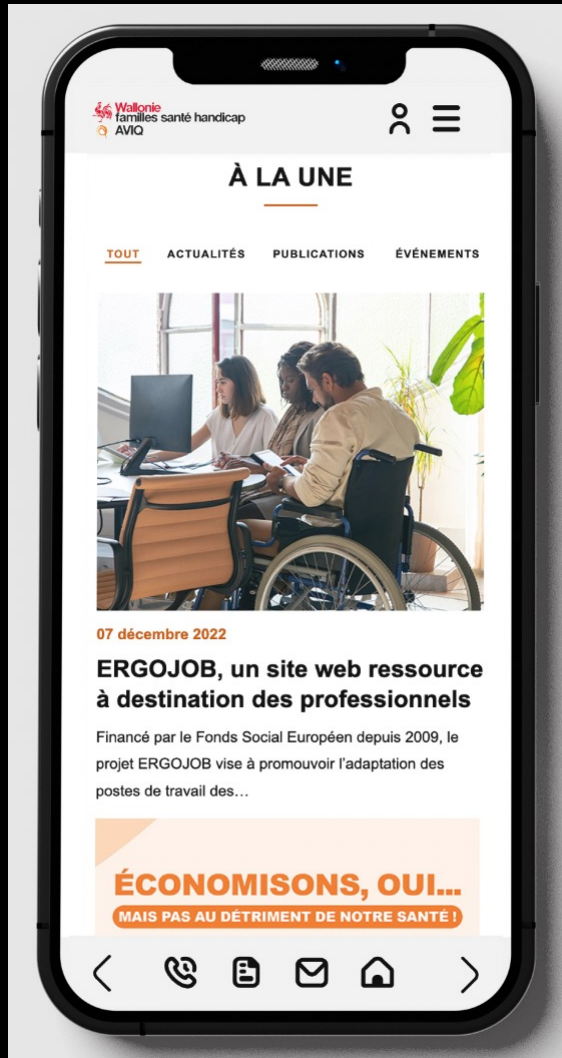 Wallonie
familles santé handicap
AVIQ
À LA UNE
TOUT ACTUALITÉS PUBLICATIONS ÉVÉNEMENTS
07 décembre 2022
ERGOJOB, un site web ressource
à destination des professionnels
Financé par le Fonds Social Européen depuis 2009, le
projet ERGOJOB vise à promouvoir l’adaptation des
postes de travail des…
ÉCONOMISONS, OUI...
MAIS PAS AU DÉTRIMENT DE NOTRE SANTÉ !